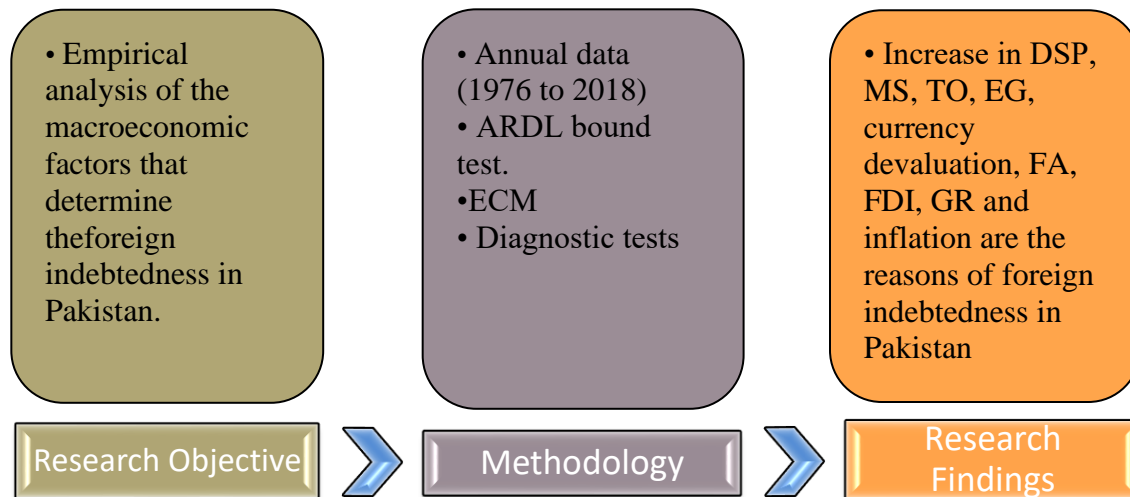 • Empirical
analysis of the
macroeconomic
factors that
determine
theforeign
indebtedness in
Pakistan.
Research Objective
• Annual data
(1976 to 2018)
• ARDL bound
test.
•ECM
• Diagnostic tests
Methodology
• Increase in DSP,
MS, TO, EG,
currency
devaluation, FA,
FDI, GR and
inflation are the
reasons of foreign
indebtedness in
Pakistan
Research
Findings